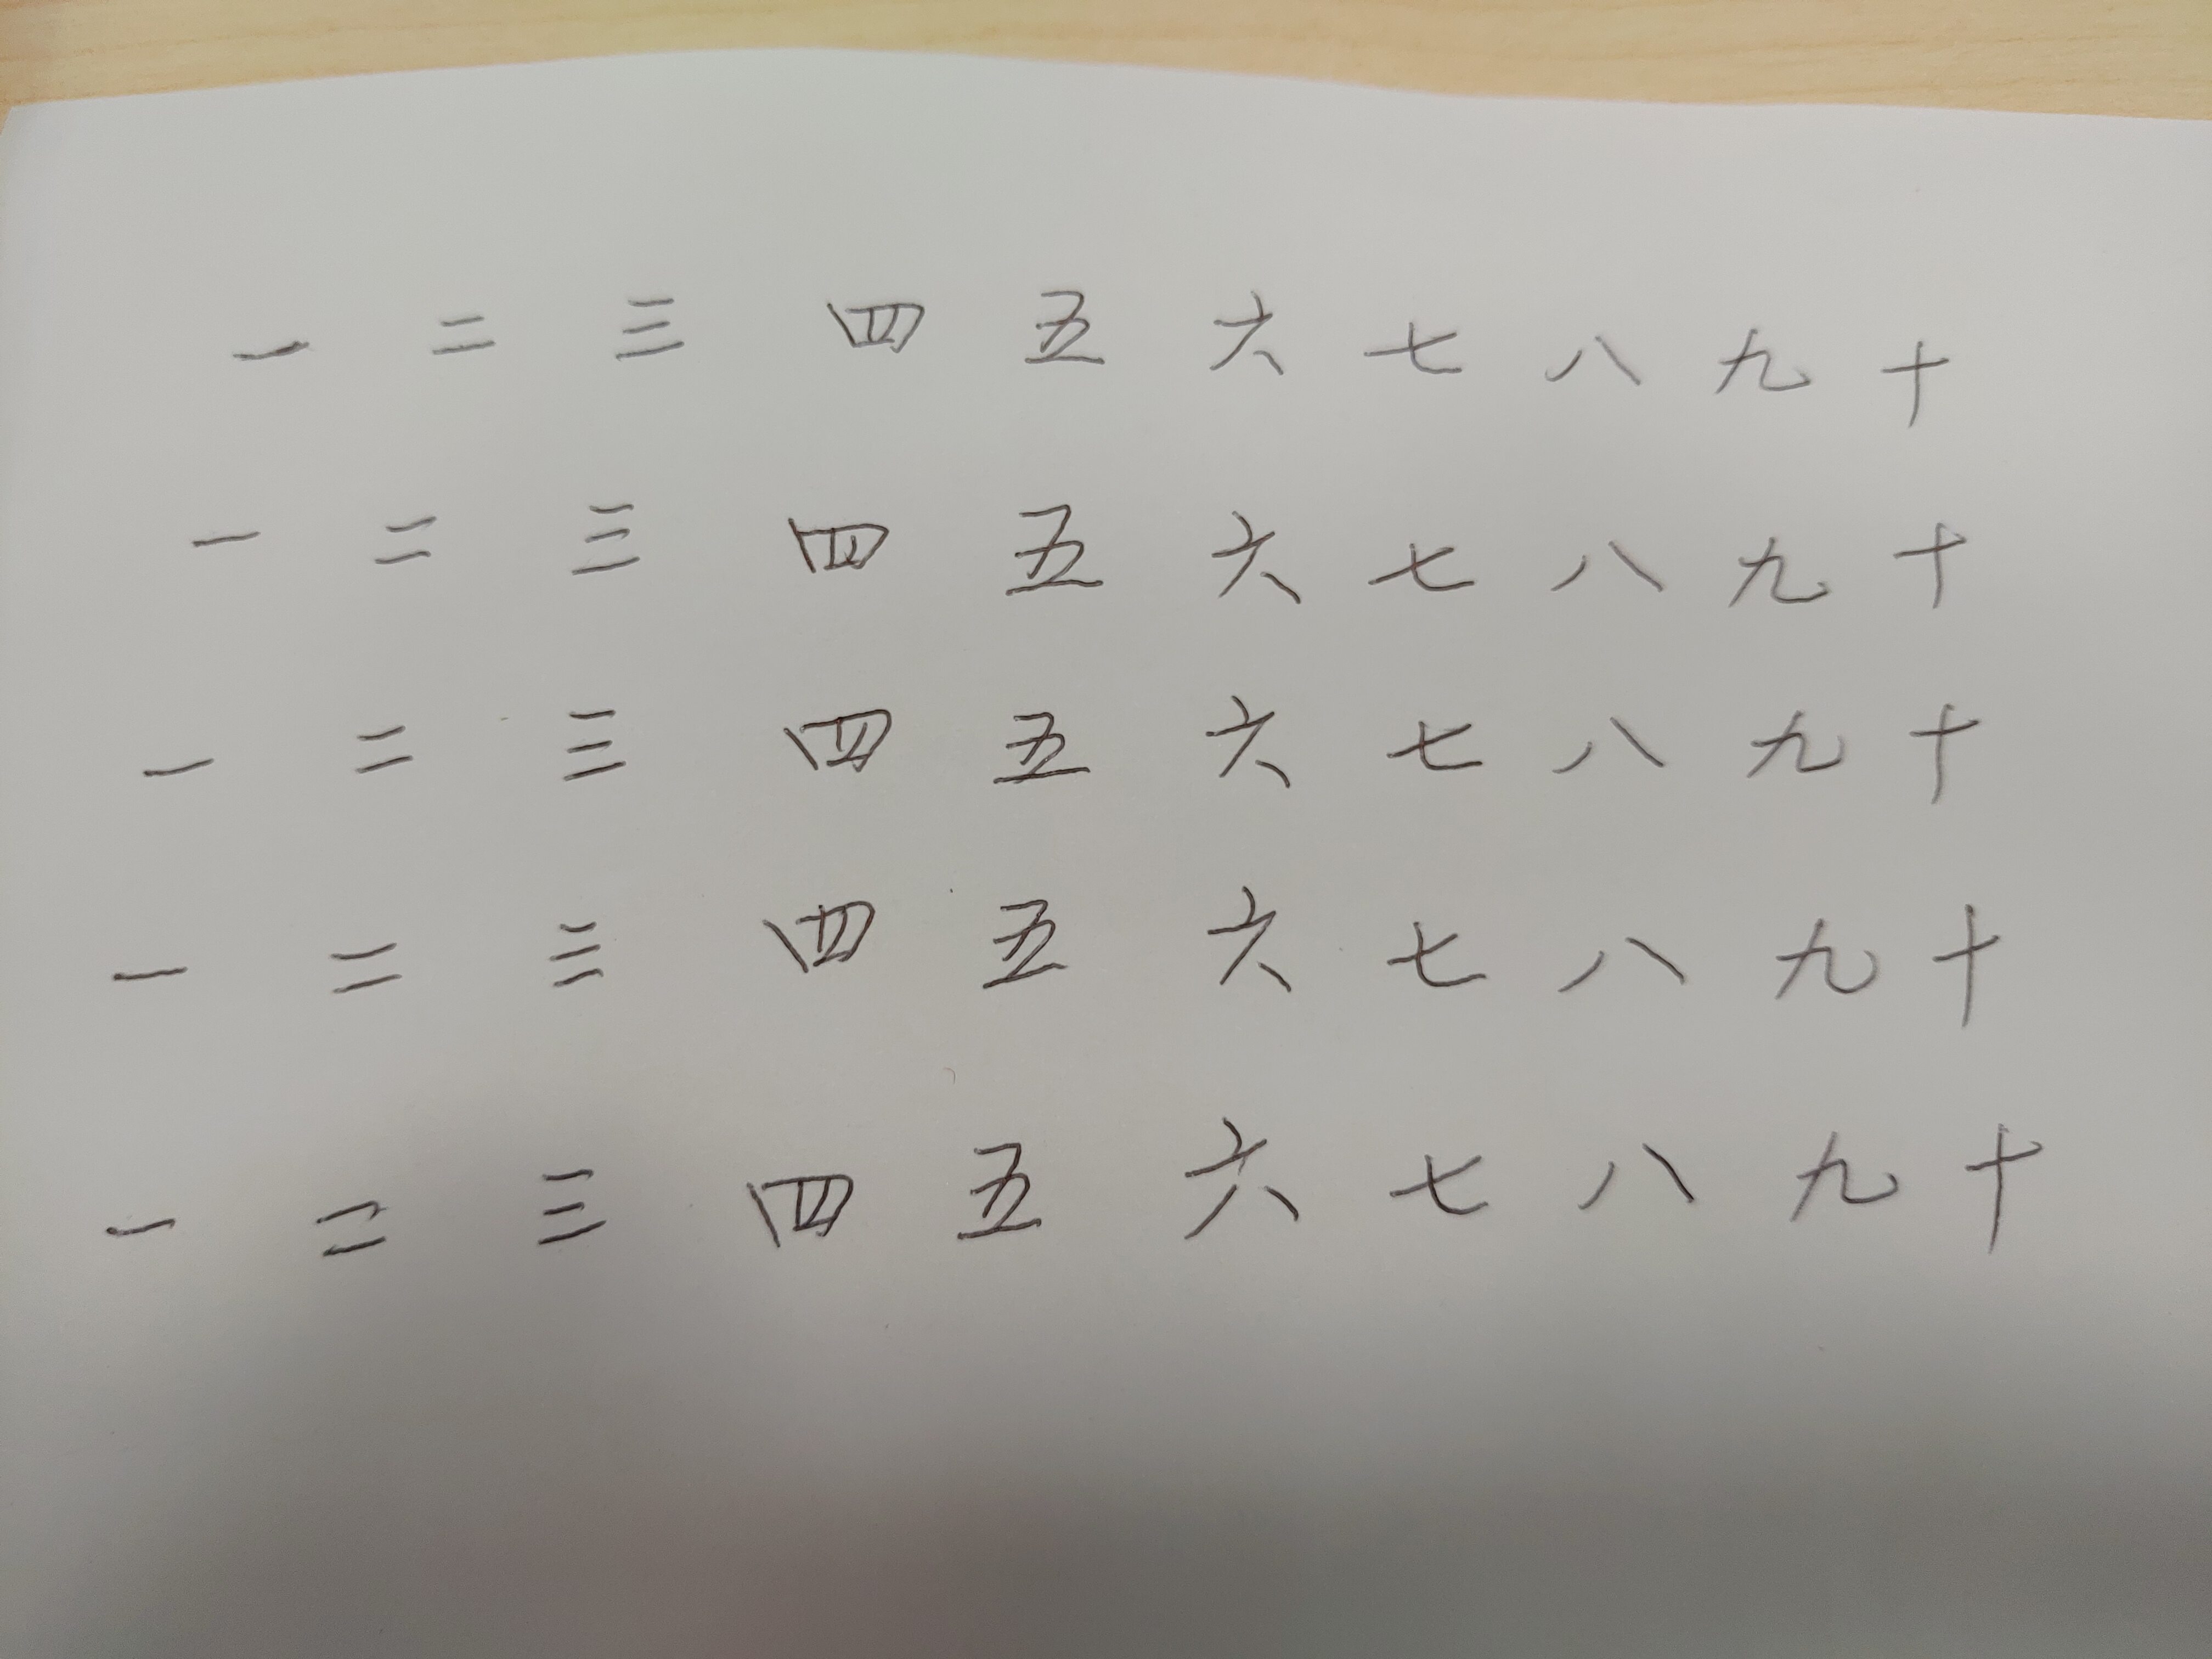 一 二 三 四 五 六 七 八 九 十
一 二 三 四 五 六 七 八 九 十
一 二 三 四 五 六 七 八 九 十
一 二 三 四 五 六 七 八 九 十
一 二 三 四 五 六 七 八 九 十